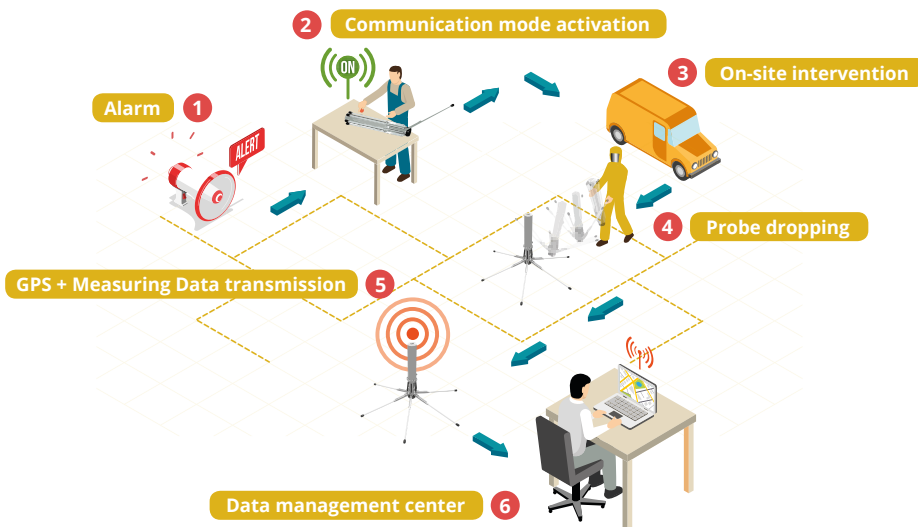 2 Communication mode activation
ON
3 On-site intervention
Alarm 1
ALERT
4 Probe dropping
GPS + Measuring Data transmission 5
Data management center 6